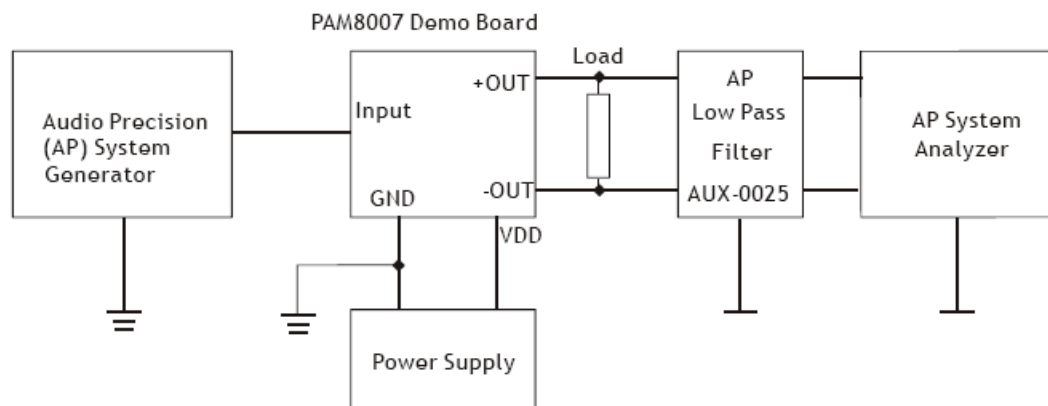 PAM8007 Demo Board
Audio Precision
(AP) System
Generator
Input
+OUT
-OUT
GND
VDD
Load
AP
Low Pass
Filter
AUX-0025
AP System
Analyzer
Power Supply